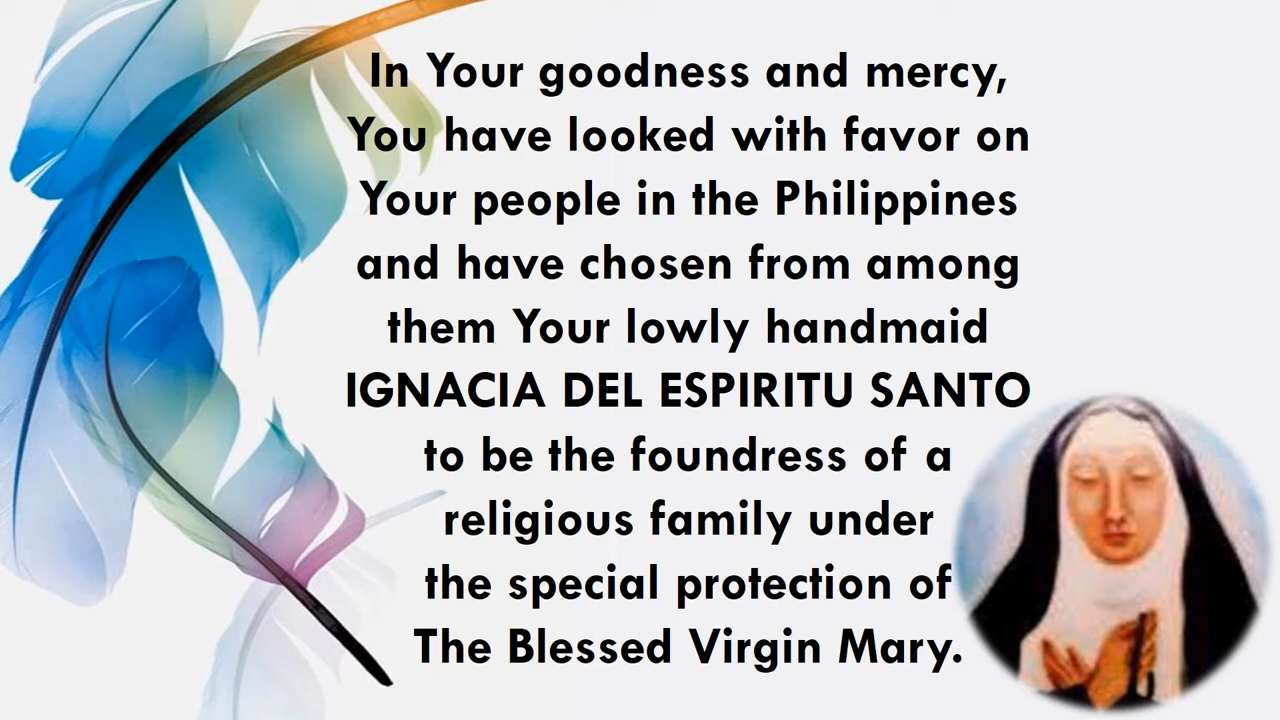 In Your goodness and mercy,
You have looked with favor on
Your people in the Philippines
and have chosen from among
them Your lowly handmaid
IGNACIA DEL ESPIRITU SANTO
to be the foundress of a
religious family under
the special protection of
The Blessed Virgin Mary.